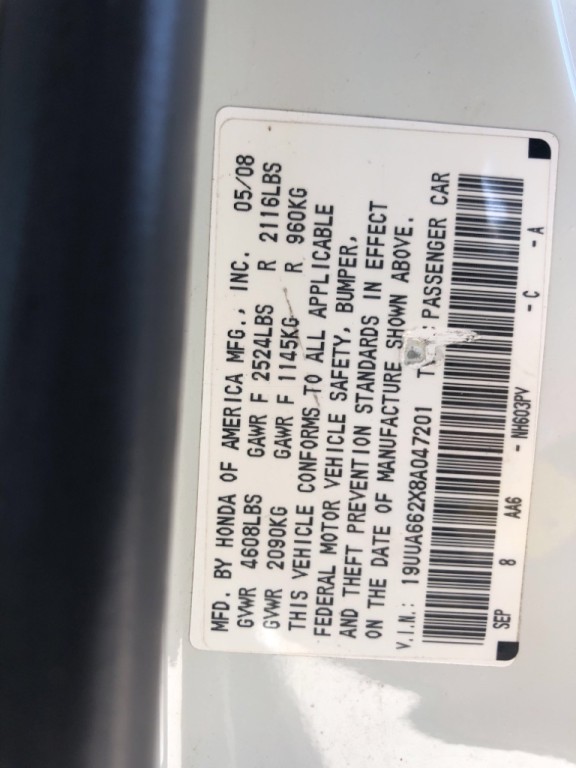 MFD. BY HONDA OF AMERICA MFG., INC. 05/08
GVWR 4608LBS GAWR F 2524LBS R 2116LBS
GVWR 2090KG GAWR F 1145KG R 960KG
THIS VEHICLE CONFORMS TO ALL APPLICABLE
FEDERAL MOTOR VEHICLE SAFETY, BUMPER,
AND THEFT PREVENTION STANDARDS IN EFFECT
ON THE DATE OF MANUFACTURE SHOWN ABOVE.
V.I.N.: 19UUA662X8A047201 : PASSENGER CAR
SEP 8 AA6 - NH603PV - C - A